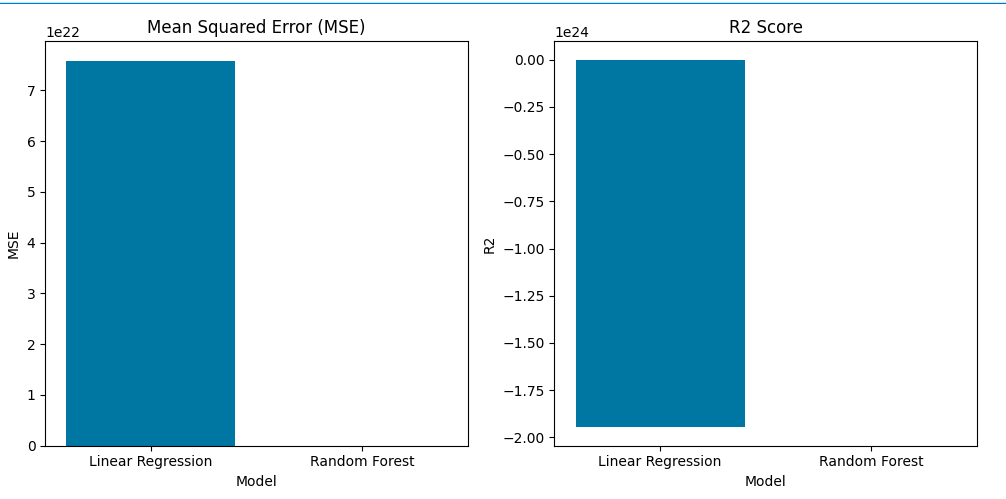 Mean Squared Error (MSE)
1e22
7
6
5
4
3
2
1
0
MSE
Linear Regression
Random Forest
Model
R2 Score
1e24
0.00
−0.25
−0.50
−0.75
−1.00
−1.25
−1.50
−1.75
−2.00
R2
Linear Regression
Random Forest
Model